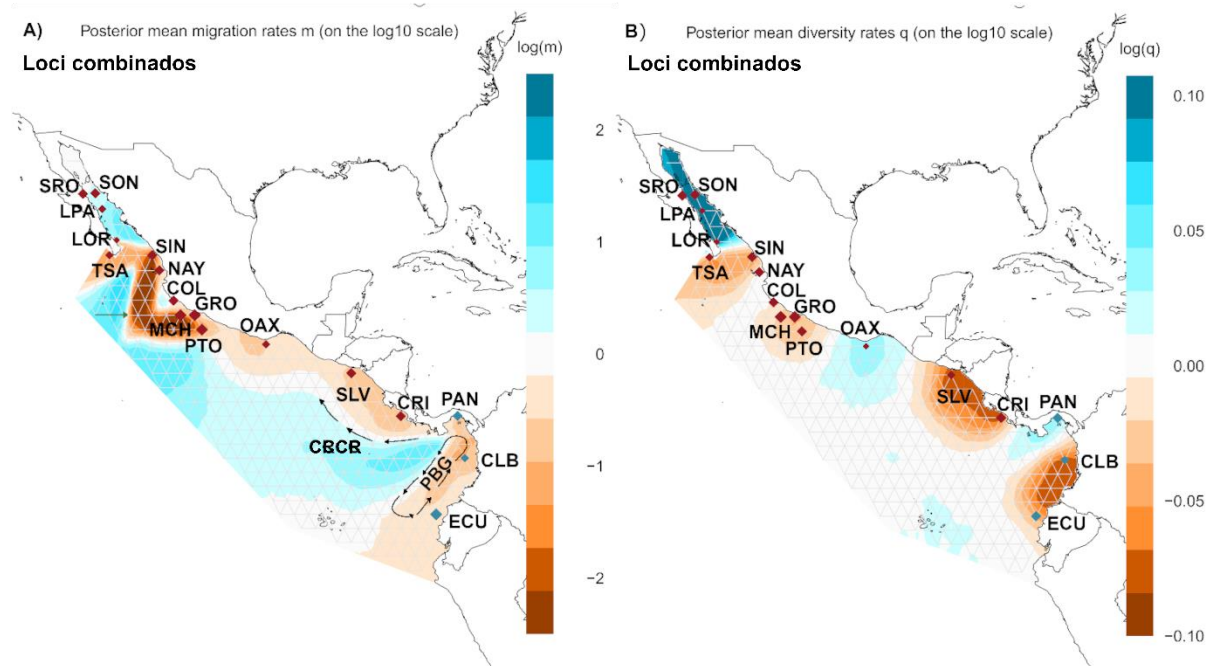 A) Posterior mean migration rates m (on the log10 scale)
log(m)
Loci combinados
2
1
0
−1
−2
SRO
SON
LPA
LOR
SIN
TSA
NAY
COL
GRO
MCH
PTO
OAX
SLV
CRI
PAN
CLB
PBG
ECU
B) Posterior mean diversity rates q (on the log10 scale)
log(q)
Loci combinados
0.10
0.05
0.00
−0.05
−0.10
SRO
SON
LPA
LOR
SIN
TSA
NAY
COL
GRO
MCH
PTO
OAX
SLV
CRI
PAN
CLB
ECU